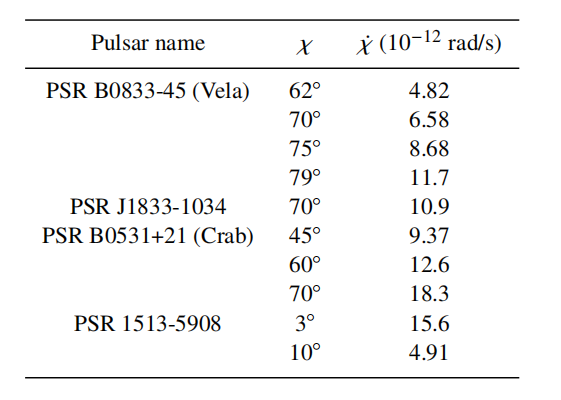 Pulsar name χ χ̇ (10⁻¹² rad/s)
PSR B0833-45 (Vela) 62° 4.82
70° 6.58
75° 8.68
79° 11.7
PSR J1833-1034 70° 10.9
PSR B0531+21 (Crab) 45° 9.37
60° 12.6
70° 18.3
PSR 1513-5908 3° 15.6
10° 4.91